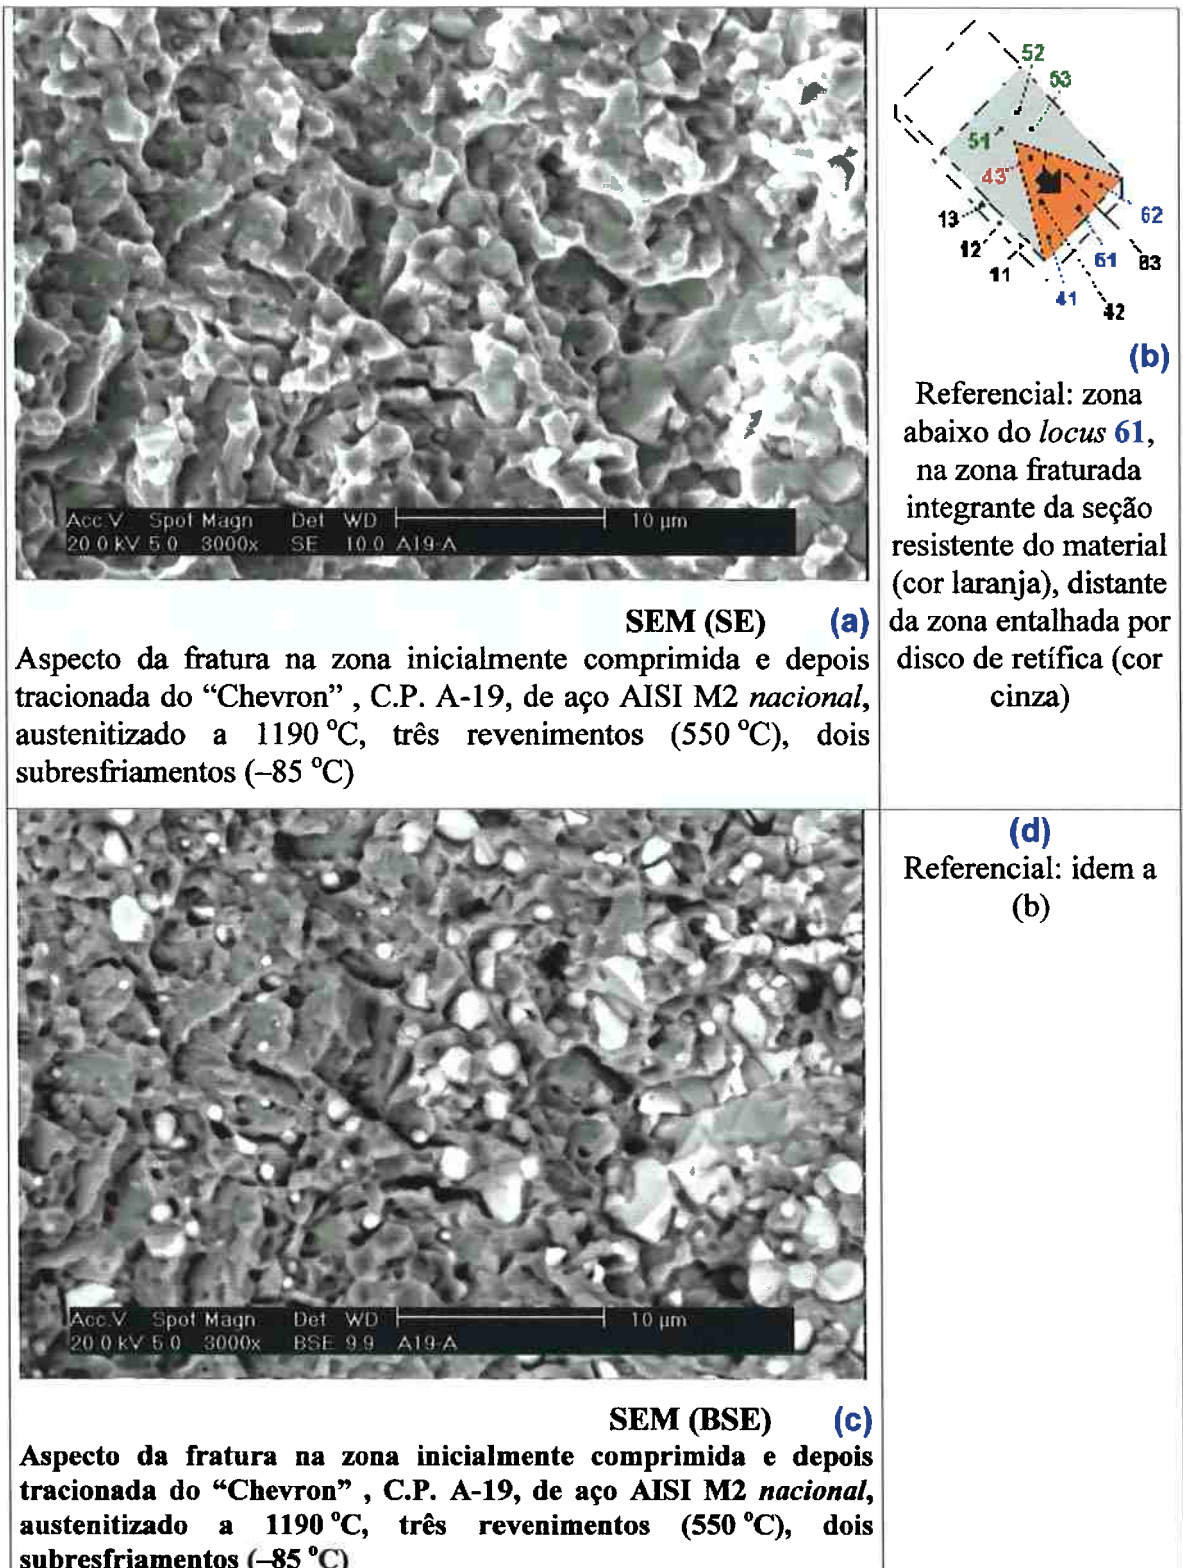 Acc.V Spot Magn Det WD 10 µm
20.0 kV 5.0 3000x SE 10.0 A19-A
SEM (SE) (a)
Aspecto da fratura na zona inicialmente comprimida e depois
tracionada do “Chevron” , C.P. A-19, de aço AISI M2 nacional,
austenitizado a 1190 °C, três revenimentos (550 °C), dois
subresfriamentos (–85 °C)
52
53
51
43
13
12
11
62
61
63
41
42
(b)
Referencial: zona
abaixo do locus 61,
na zona fraturada
integrante da seção
resistente do material
(cor laranja), distante
da zona entalhada por
disco de retífica (cor
cinza)
Acc.V Spot Magn Det WD 10 µm
20.0 kV 5.0 3000x BSE 9.9 A19-A
SEM (BSE) (c)
Aspecto da fratura na zona inicialmente comprimida e depois
tracionada do “Chevron” , C.P. A-19, de aço AISI M2 nacional,
austenitizado a 1190 °C, três revenimentos (550 °C), dois
subresfriamentos (–85 °C)
(d)
Referencial: idem a
(b)